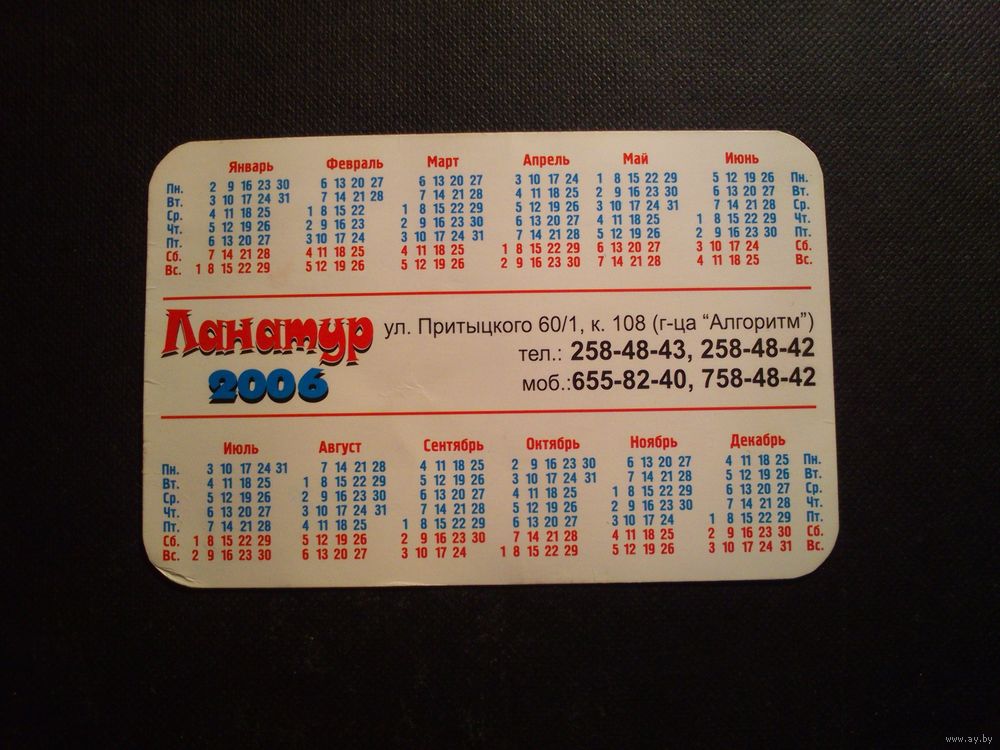 Январь Февраль Март Апрель Май Июнь
Пн. 2 9 16 23 30 6 13 20 27 6 13 20 27 3 10 17 24 1 8 15 22 29 5 12 19 26 Пн.
Вт. 3 10 17 24 31 7 14 21 28 7 14 21 28 4 11 18 25 2 9 16 23 30 6 13 20 27 Вт.
Ср. 4 11 18 25 1 8 15 22 1 8 15 22 29 5 12 19 26 3 10 17 24 31 7 14 21 28 Ср.
Чт. 5 12 19 26 2 9 16 23 2 9 16 23 30 6 13 20 27 4 11 18 25 1 8 15 22 29 Чт.
Пт. 6 13 20 27 3 10 17 24 3 10 17 24 31 7 14 21 28 5 12 19 26 2 9 16 23 30 Пт.
Сб. 7 14 21 28 4 11 18 25 4 11 18 25 1 8 15 22 29 6 13 20 27 3 10 17 24 Сб.
Вс. 1 8 15 22 29 5 12 19 26 5 12 19 26 2 9 16 23 30 7 14 21 28 4 11 18 25 Вс.
Ланатур
2006
ул. Притыцкого 60/1, к. 108 (г-ца “Алгоритм”)
тел.: 258-48-43, 258-48-42
моб.:655-82-40, 758-48-42
Июль Август Сентябрь Октябрь Ноябрь Декабрь
Пн. 3 10 17 24 31 7 14 21 28 4 11 18 25 2 9 16 23 30 6 13 20 27 4 11 18 25 Пн.
Вт. 4 11 18 25 1 8 15 22 29 5 12 19 26 3 10 17 24 31 7 14 21 28 5 12 19 26 Вт.
Ср. 5 12 19 26 2 9 16 23 30 6 13 20 27 4 11 18 25 1 8 15 22 29 6 13 20 27 Ср.
Чт. 6 13 20 27 3 10 17 24 31 7 14 21 28 5 12 19 26 2 9 16 23 30 7 14 21 28 Чт.
Пт. 7 14 21 28 4 11 18 25 1 8 15 22 29 6 13 20 27 3 10 17 24 1 8 15 22 29 Пт.
Сб. 1 8 15 22 29 5 12 19 26 2 9 16 23 30 7 14 21 28 4 11 18 25 2 9 16 23 30 Сб.
Вс. 2 9 16 23 30 6 13 20 27 3 10 17 24 1 8 15 22 29 5 12 19 26 3 10 17 24 31 Вс.
www.ay.by